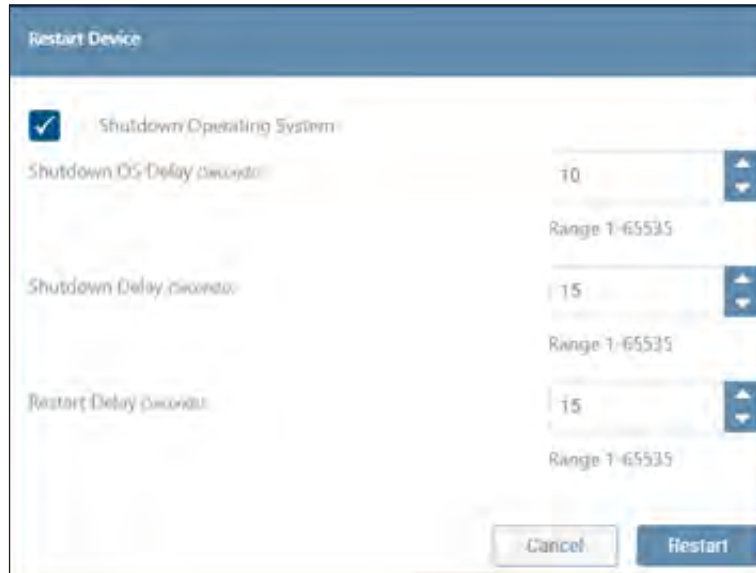 Restart Device
Shutdown Operating System
Shutdown OS Delay (Seconds)
10
Range 1-65535
Shutdown Delay (Seconds)
15
Range 1-65535
Restart Delay (Seconds)
15
Range 1-65535
Cancel Restart